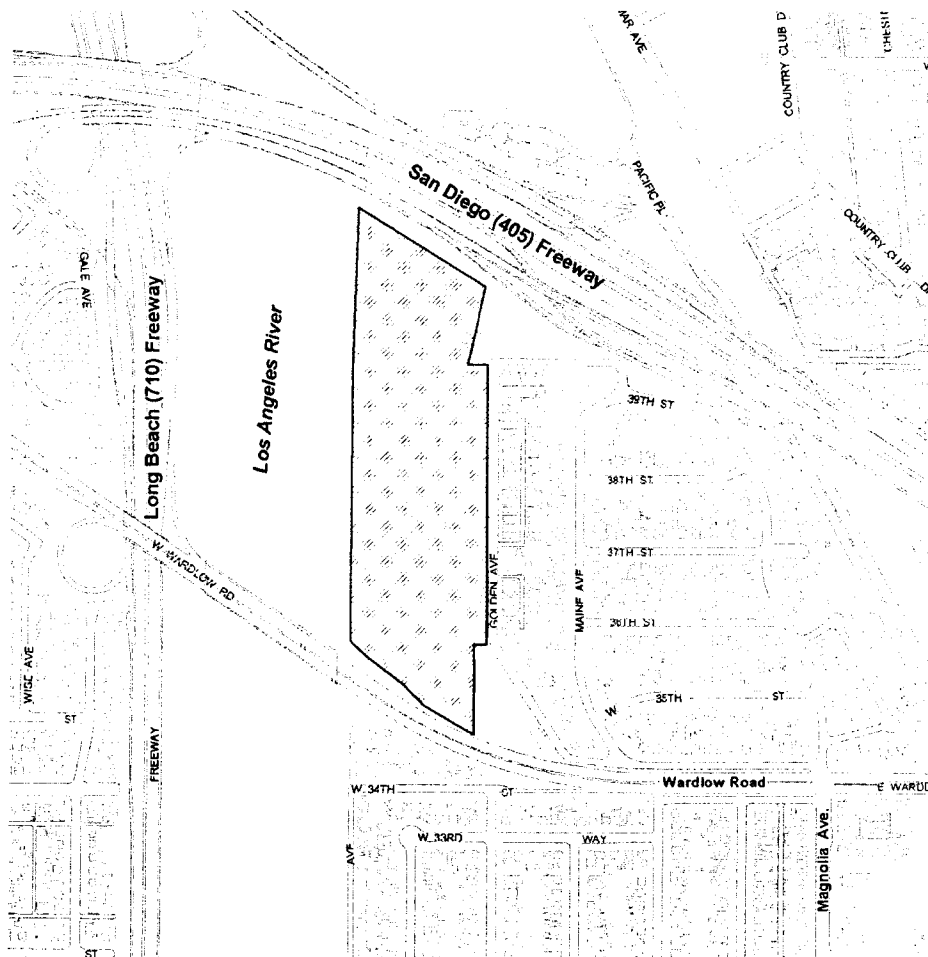 COUNTRY CLUB D
PACIFIC PL
San Diego (405) Freeway
COUNTRY CLUB
GALE AVE
Long Beach (710) Freeway
Los Angeles River
39TH ST
38TH ST
37TH ST
W WARDLOW RD
GOLDEN AVE
MAINE AVE
36TH ST
WISE AVE
35TH ST
W
ST
FREEWAY
Wardlow Road
W 34TH
CT
W 33RD
WAY
AVE
Magnolia Ave.
ST